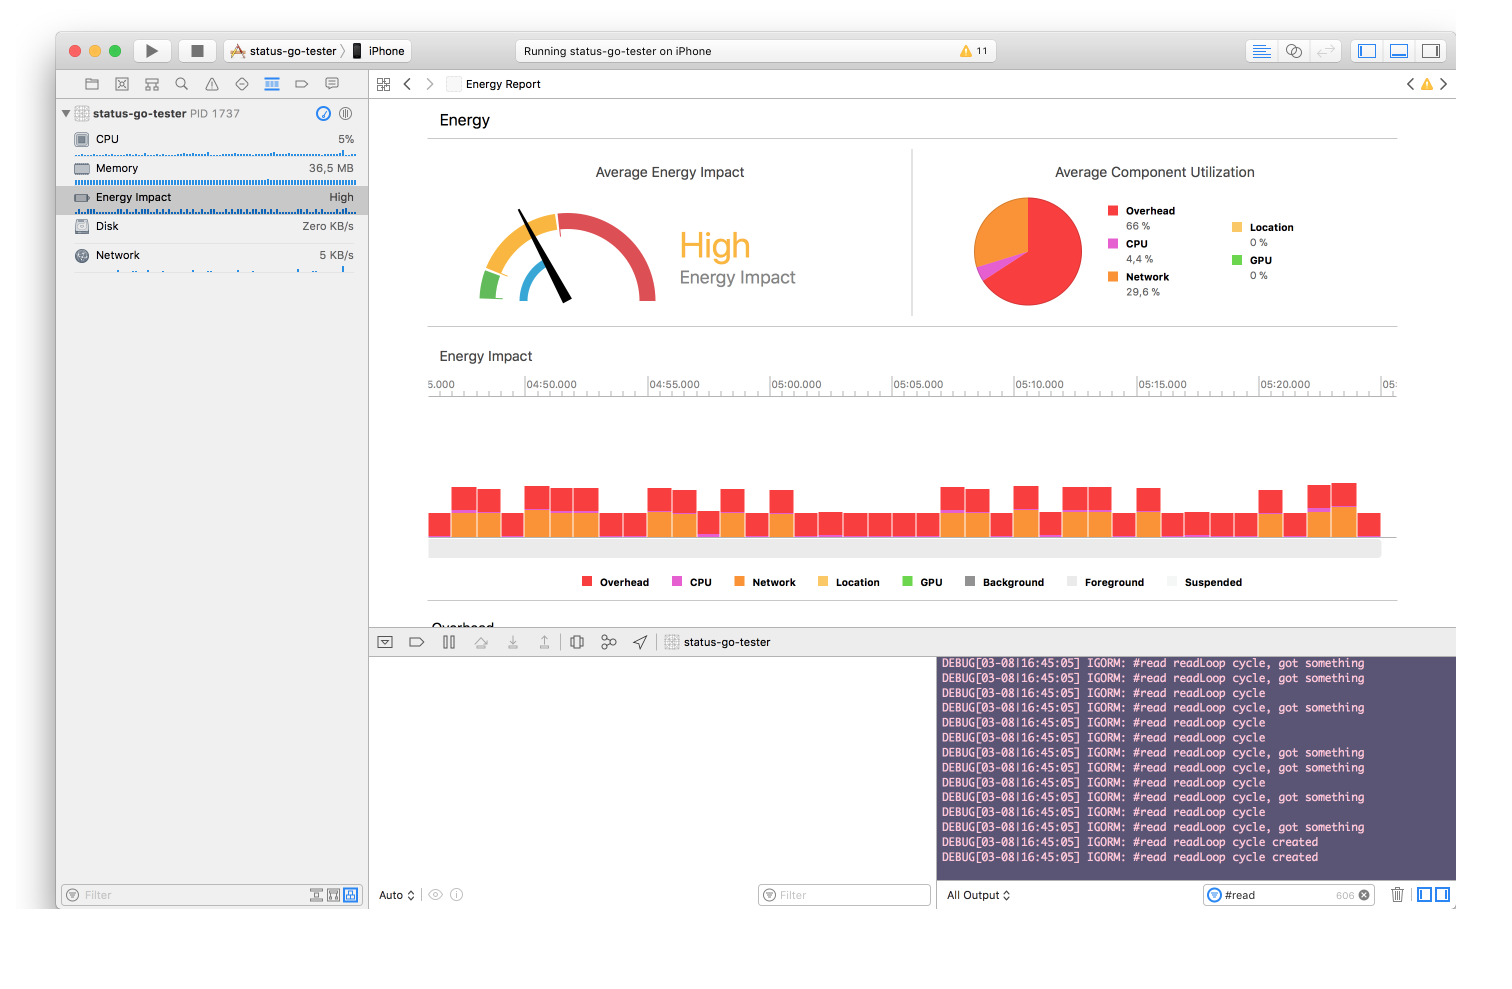 status-go-tester
iPhone
Running status-go-tester on iPhone
11
Energy Report
status-go-tester PID 1737
CPU 5%
Memory 36,5 MB
Energy Impact High
Disk Zero KB/s
Network 5 KB/s
Energy
Average Energy Impact
High
Energy Impact
Average Component Utilization
Overhead
66 %
CPU
4,4 %
Network
29,6 %
Location
0 %
GPU
0 %
Energy Impact
5.000 04:50.000 04:55.000 05:00.000 05:05.000 05:10.000 05:15.000 05:20.000 05:
Overhead CPU Network Location GPU Background Foreground Suspended
Overhead
status-go-tester
DEBUG[03-08|16:45:05] IGORM: #read readLoop cycle, got something
DEBUG[03-08|16:45:05] IGORM: #read readLoop cycle, got something
DEBUG[03-08|16:45:05] IGORM: #read readLoop cycle
DEBUG[03-08|16:45:05] IGORM: #read readLoop cycle, got something
DEBUG[03-08|16:45:05] IGORM: #read readLoop cycle
DEBUG[03-08|16:45:05] IGORM: #read readLoop cycle
DEBUG[03-08|16:45:05] IGORM: #read readLoop cycle, got something
DEBUG[03-08|16:45:05] IGORM: #read readLoop cycle, got something
DEBUG[03-08|16:45:05] IGORM: #read readLoop cycle
DEBUG[03-08|16:45:05] IGORM: #read readLoop cycle, got something
DEBUG[03-08|16:45:05] IGORM: #read readLoop cycle
DEBUG[03-08|16:45:05] IGORM: #read readLoop cycle, got something
DEBUG[03-08|16:45:05] IGORM: #read readLoop cycle created
DEBUG[03-08|16:45:05] IGORM: #read readLoop cycle created
Filter
Auto
Filter
All Output
#read 606